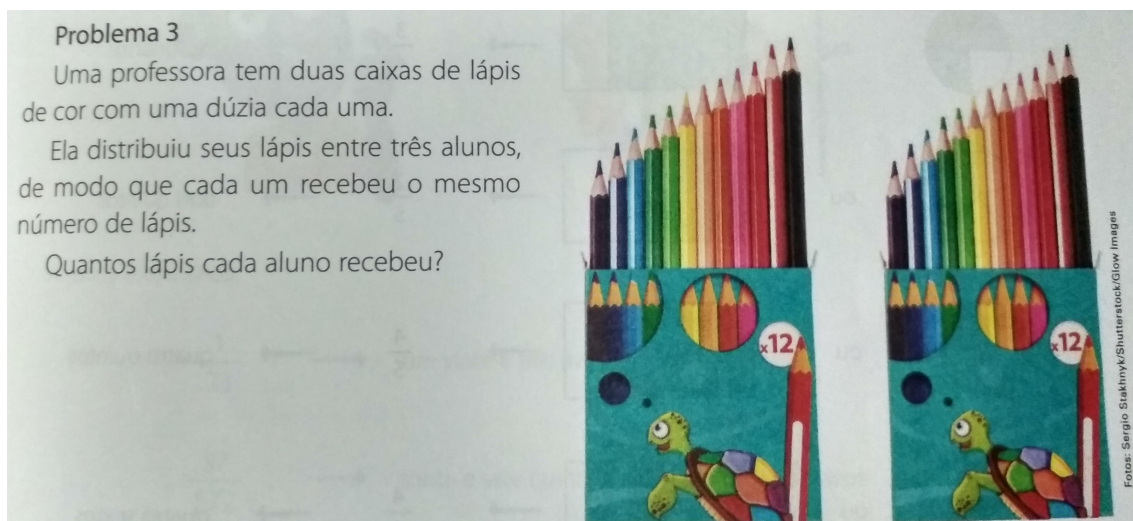 Problema 3
Uma professora tem duas caixas de lápis
de cor com uma dúzia cada uma.
Ela distribuiu seus lápis entre três alunos,
de modo que cada um recebeu o mesmo
número de lápis.
Quantos lápis cada aluno recebeu?
x12
x12
Fotos: Sergio Stakhnyk/Shutterstock/Glow Images